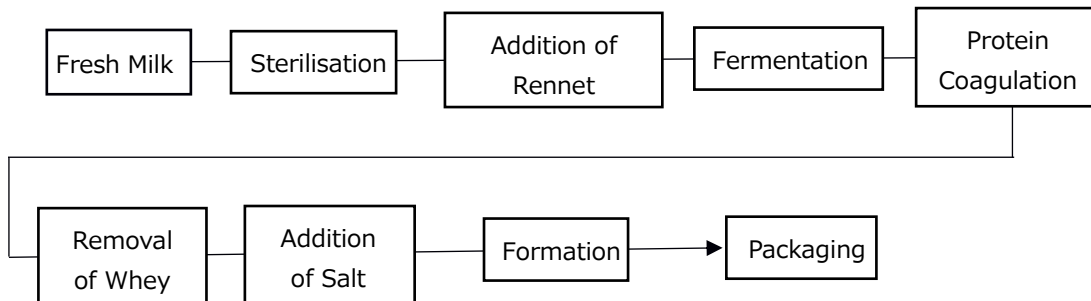 Fresh Milk
Sterilisation
Addition of
Rennet
Fermentation
Protein
Coagulation
Removal
of Whey
Addition
of Salt
Formation
Packaging